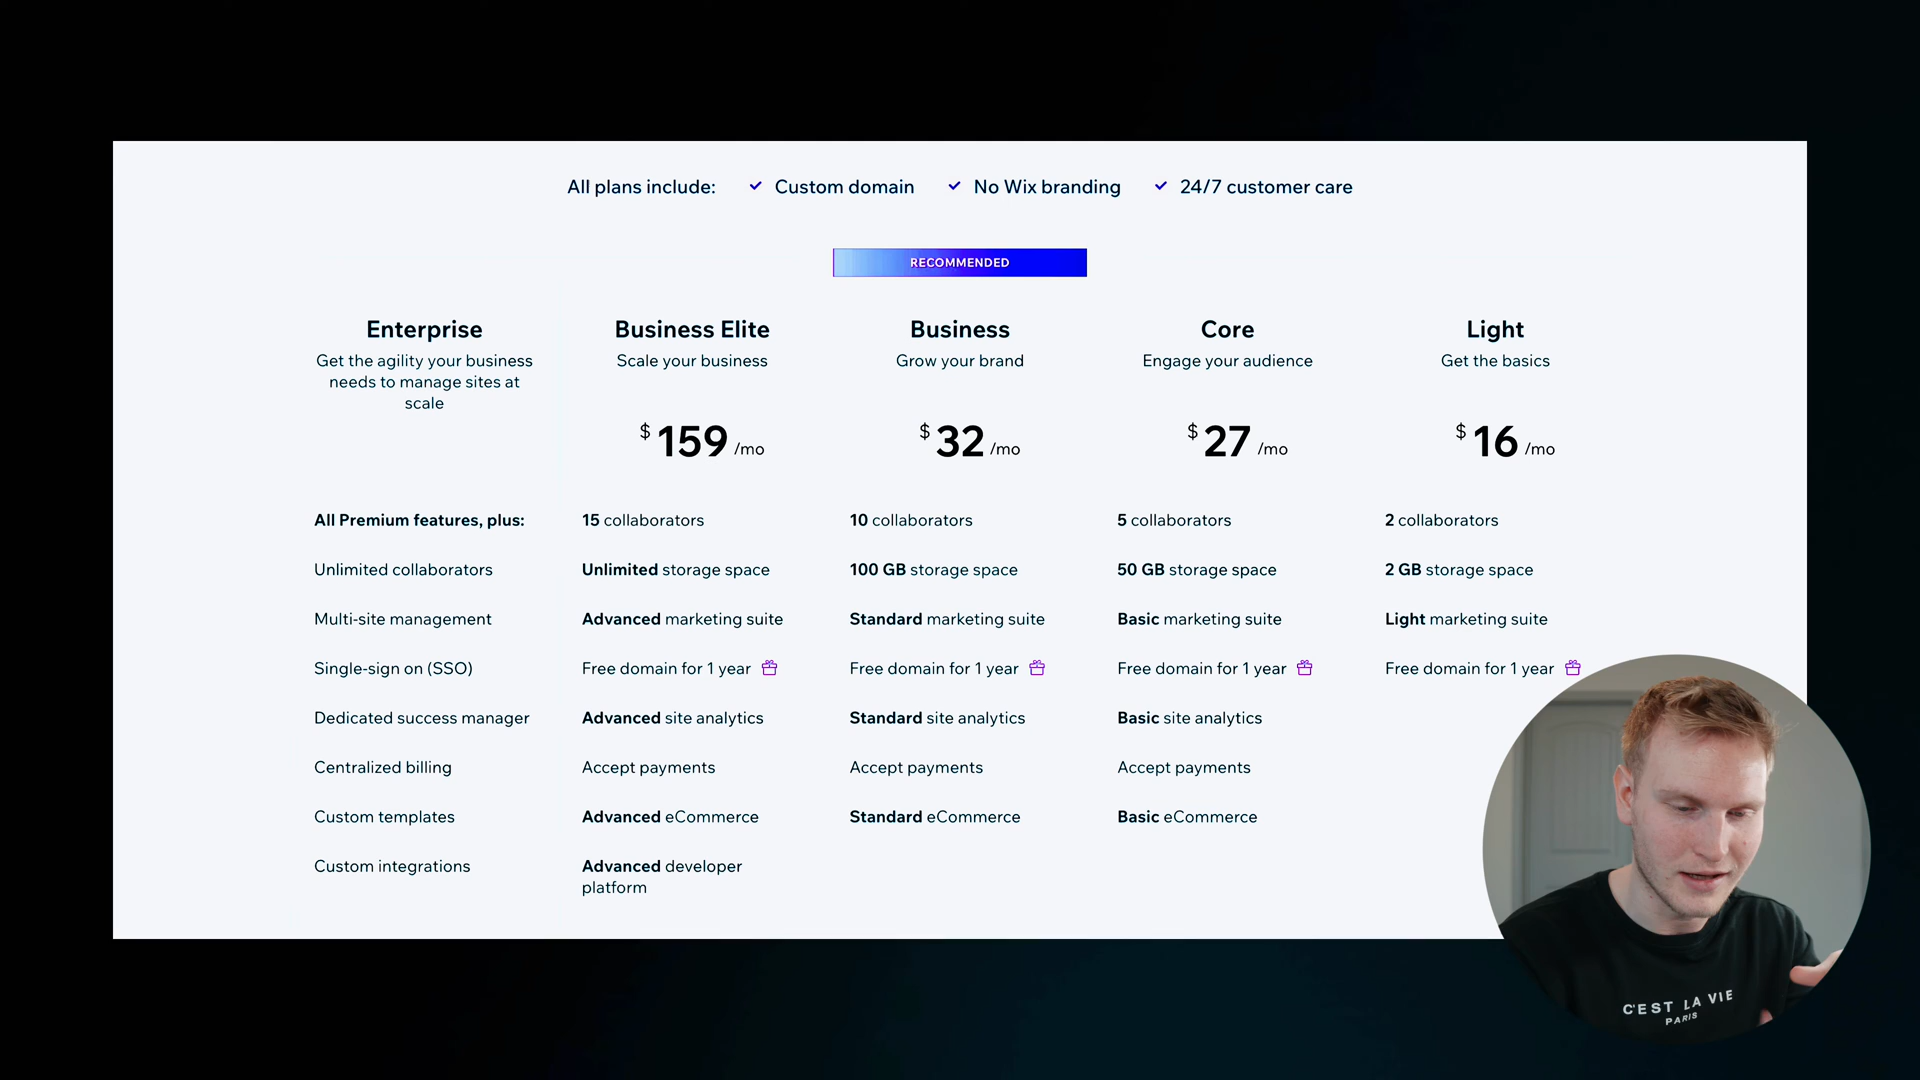 All plans include: Custom domain No Wix branding 24/7 customer care
RECOMMENDED
Enterprise
Get the agility your business
needs to manage sites at
scale
All Premium features, plus:
Unlimited collaborators
Multi-site management
Single-sign on (SSO)
Dedicated success manager
Centralized billing
Custom templates
Custom integrations
Business Elite
Scale your business
$ 159 /mo
15 collaborators
Unlimited storage space
Advanced marketing suite
Free domain for 1 year
Advanced site analytics
Accept payments
Advanced eCommerce
Advanced developer
platform
Business
Grow your brand
$ 32 /mo
10 collaborators
100 GB storage space
Standard marketing suite
Free domain for 1 year
Standard site analytics
Accept payments
Standard eCommerce
Core
Engage your audience
$ 27 /mo
5 collaborators
50 GB storage space
Basic marketing suite
Free domain for 1 year
Basic site analytics
Accept payments
Basic eCommerce
Light
Get the basics
$ 16 /mo
2 collaborators
2 GB storage space
Light marketing suite
Free domain for 1 year
C'EST LA VIE
PARIS